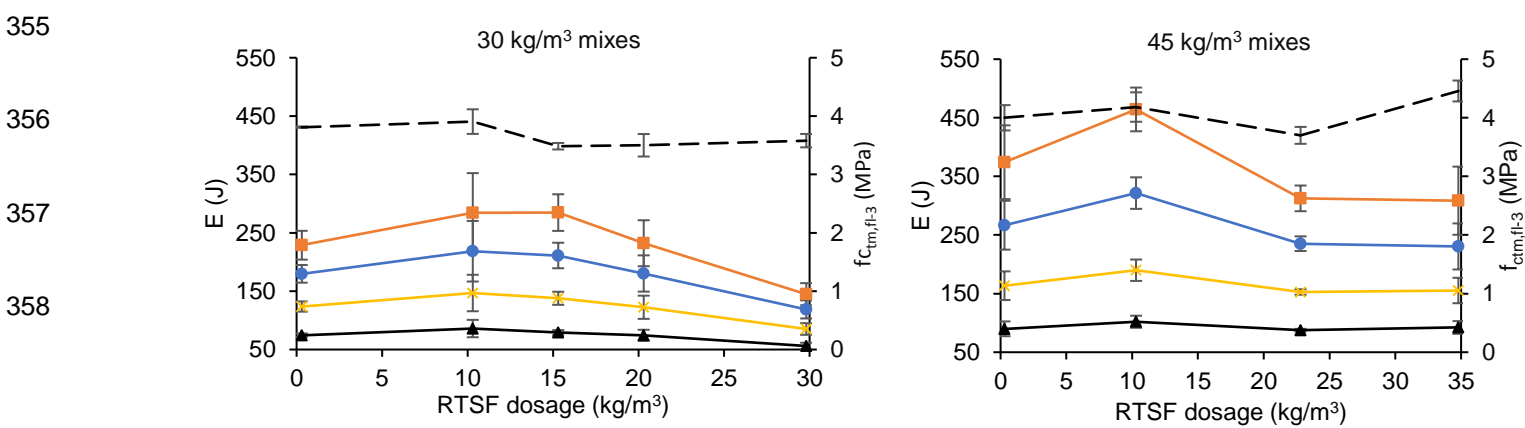 355
356
357
358
30 kg/m³ mixes
E (J)
550
450
350
250
150
50
5
4
3
2
1
0
fc_tm,fl-3 (MPa)
0 5 10 15 20 25 30
RTSF dosage (kg/m³)
45 kg/m³ mixes
E (J)
550
450
350
250
150
50
5
4
3
2
1
0
f_ctm,fl-3 (MPa)
0 5 10 15 20 25 30 35
RTSF dosage (kg/m³)